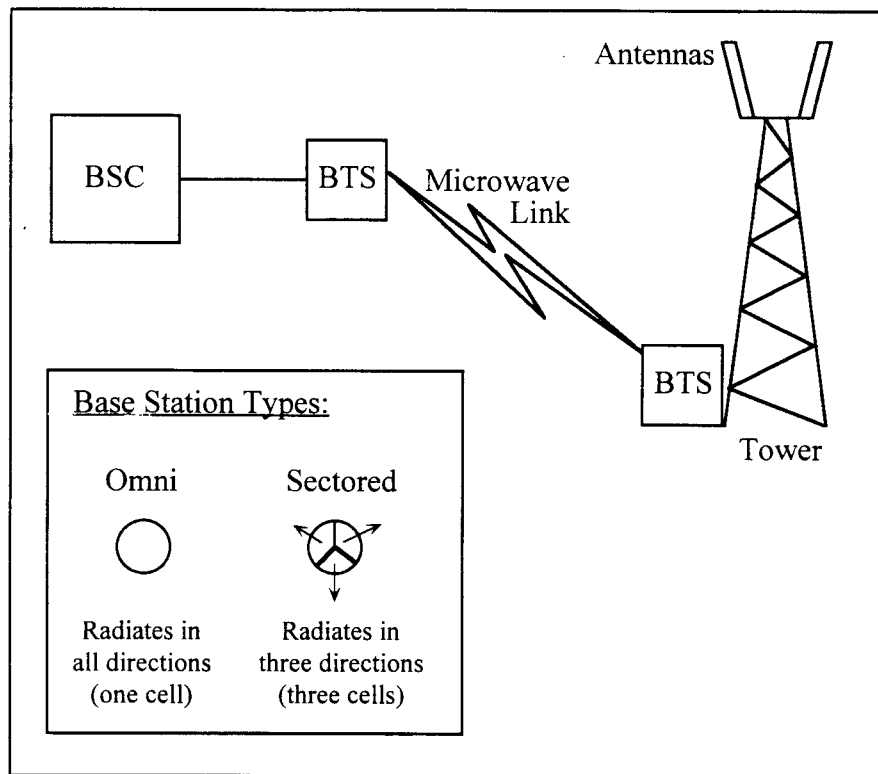 Antennas
BSC
BTS
Microwave
Link
BTS
Tower
Base Station Types:
Omni
Sectored
Radiates in
all directions
(one cell)
Radiates in
three directions
(three cells)